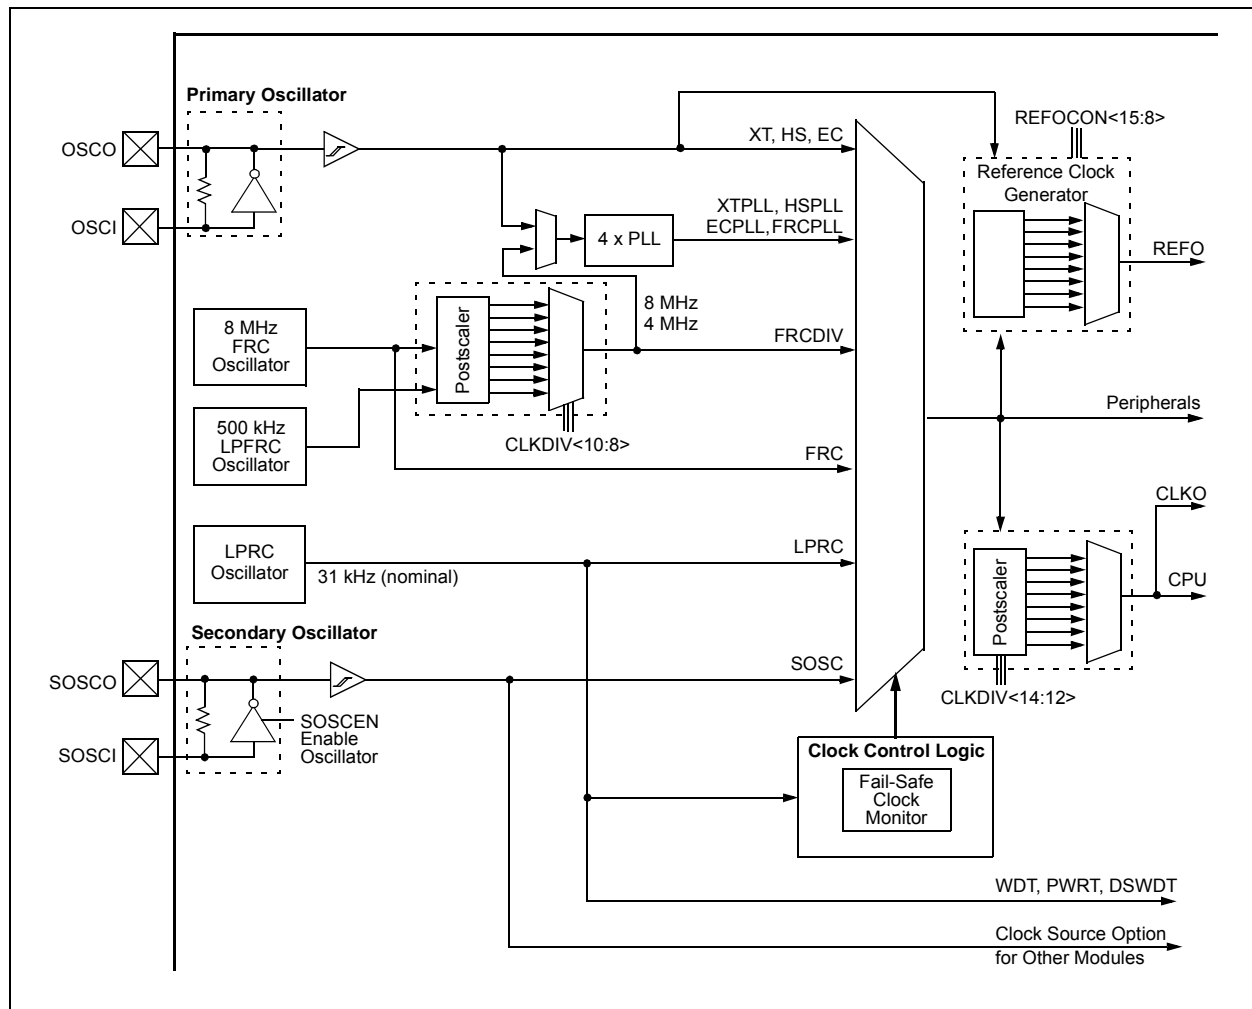 Primary Oscillator
OSCO
OSCI
XT, HS, EC
REFOCON<15:8>
Reference Clock
Generator
REFO
XTPLL, HSPLL
ECPLL,FRCPLL
4 x PLL
8 MHz
4 MHz
8 MHz
FRC
Oscillator
Postscaler
FRCDIV
500 kHz
LPFRC
Oscillator
CLKDIV<10:8>
FRC
Peripherals
LPRC
Oscillator
31 kHz (nominal)
LPRC
CLKO
CPU
Postscaler
CLKDIV<14:12>
Secondary Oscillator
SOSCO
SOSCI
SOSCEN
Enable
Oscillator
SOSC
Clock Control Logic
Fail-Safe
Clock
Monitor
WDT, PWRT, DSWDT
Clock Source Option
for Other Modules